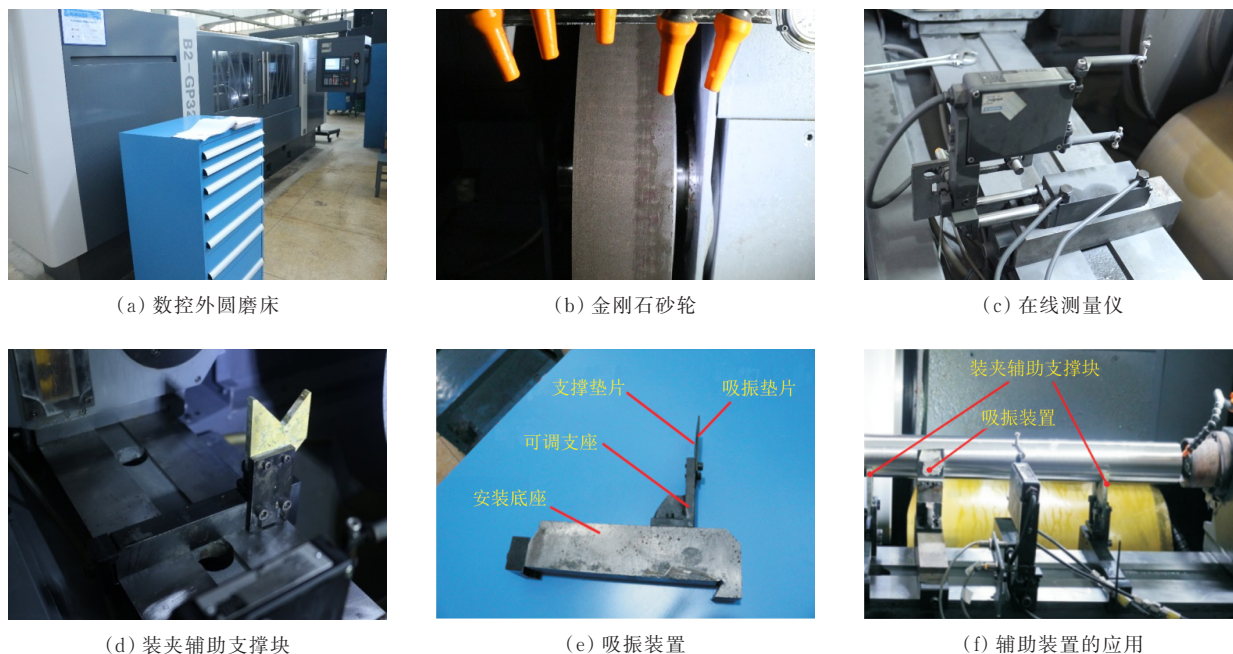 B2-GP32
(a) 数控外圆磨床
(b) 金刚石砂轮
(c) 在线测量仪
(d) 装夹辅助支撑块
支撑垫片
吸振垫片
可调支座
安装底座
(e) 吸振装置
装夹辅助支撑块
吸振装置
(f) 辅助装置的应用